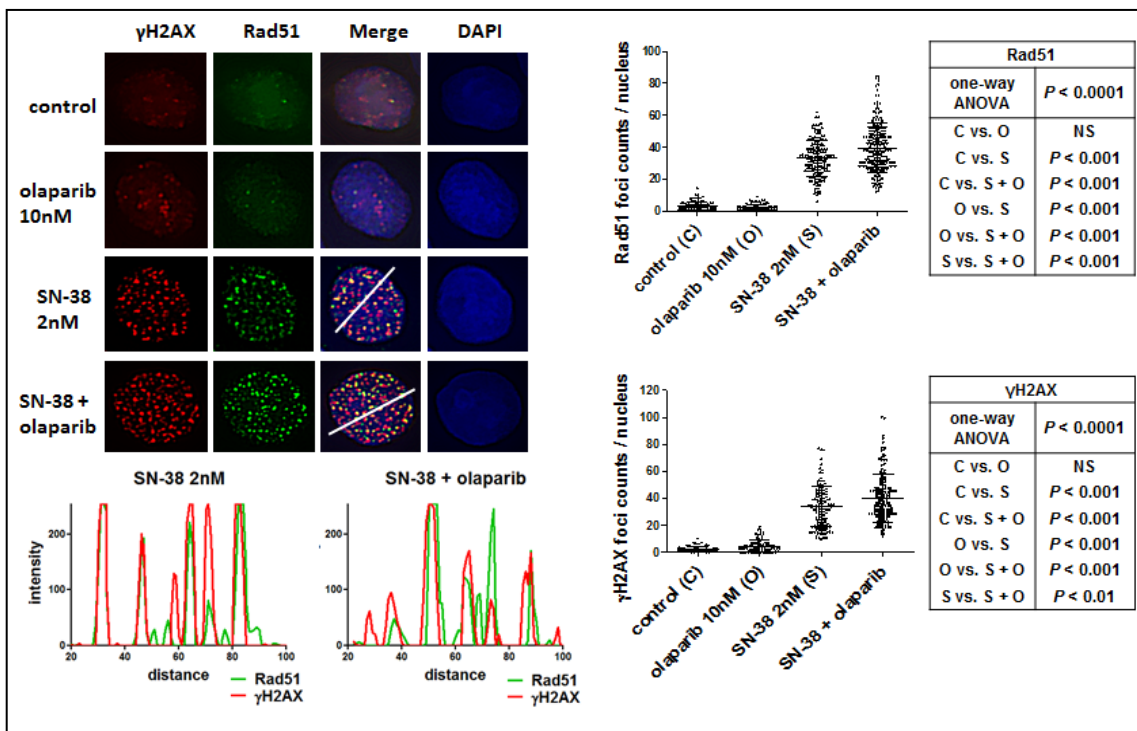 γH2AX Rad51 Merge DAPI
control
olaparib
10nM
SN-38
2nM
SN-38 +
olaparib
SN-38 2nM
intensity
200
100
0
20 40 60 80 100
distance
Rad51
γH2AX
SN-38 + olaparib
200
100
0
20 40 60 80 100
distance
Rad51
γH2AX
Rad51 foci counts / nucleus
100
80
60
40
20
0
control (C)
olaparib 10nM (O)
SN-38 2nM (S)
SN-38 + olaparib
Rad51
one-way
ANOVA
P < 0.0001
C vs. O NS
C vs. S P < 0.001
C vs. S + O P < 0.001
O vs. S P < 0.001
O vs. S + O P < 0.001
S vs. S + O P < 0.001
γH2AX foci counts / nucleus
120
100
80
60
40
20
0
control (C)
olaparib 10nM (O)
SN-38 2nM (S)
SN-38 + olaparib
γH2AX
one-way
ANOVA
P < 0.0001
C vs. O NS
C vs. S P < 0.001
C vs. S + O P < 0.001
O vs. S P < 0.001
O vs. S + O P < 0.001
S vs. S + O P < 0.01